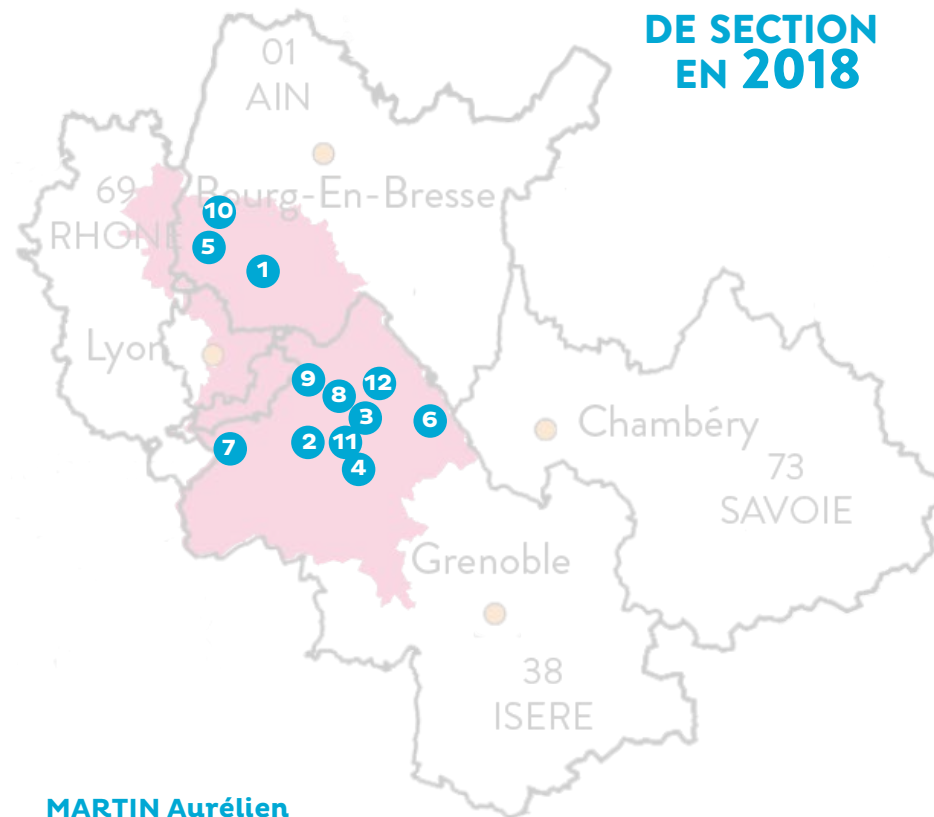 DE SECTION
EN 2018
01
AIN
Bourg-En-Bresse
69
RHONE
10
5
1
Lyon
9
8
12
3
6
2
11
7
4
Chambéry
73
SAVOIE
Grenoble
38
ISERE
MARTIN Aurélien